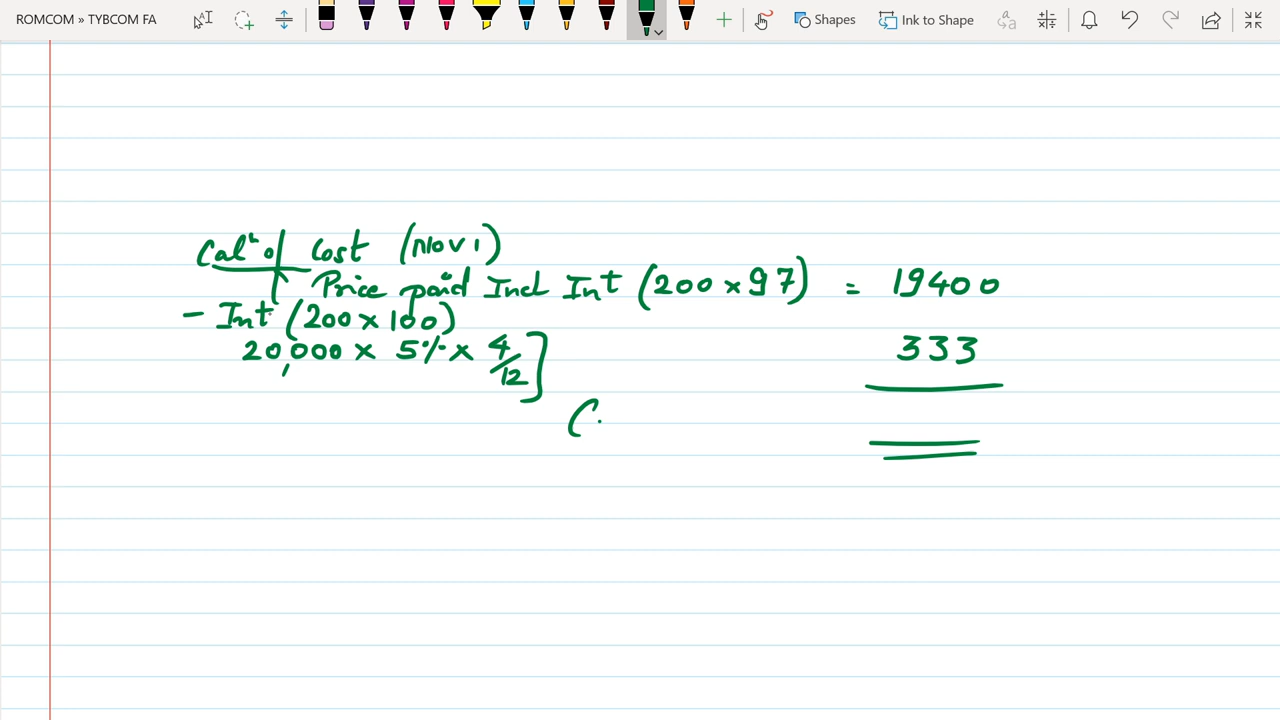 ROMCOM » TYBCOM FA
Shapes
Ink to Shape
Calⁿ of Cost (Nov 1)
Price paid Incl Int (200 x 97) = 19400
- Int (200 x 100)
20,000 x 5% x 4/12] 333
(